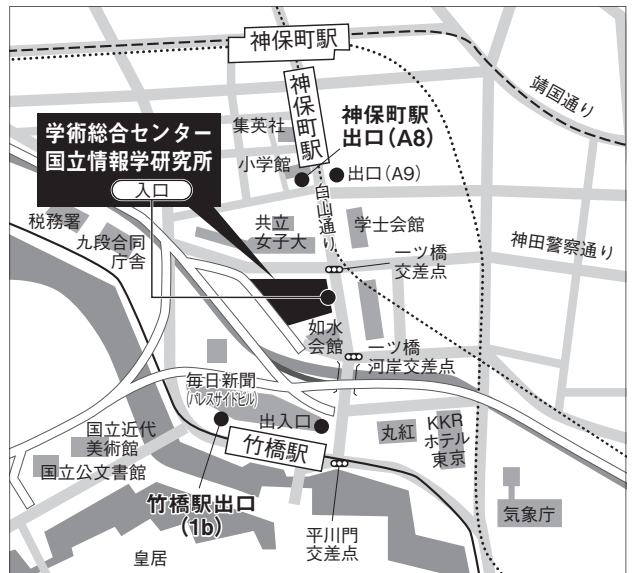 神保町駅
靖国通り
神保町駅
学術総合センター
国立情報学研究所
入口
集英社
神保町駅
出口(A8)
小学館
出口(A9)
白山通り
税務署
九段合同
庁舎
共立
女子大
学士会館
神田警察通り
一ツ橋
交差点
如水
会館
一ツ橋
河岸交差点
毎日新聞
(パレスサイドビル)
出入口
丸紅
KKR
ホテル
東京
国立近代
美術館
竹橋駅
国立公文書館
竹橋駅出口
(1b)
平川門
交差点
気象庁
皇居